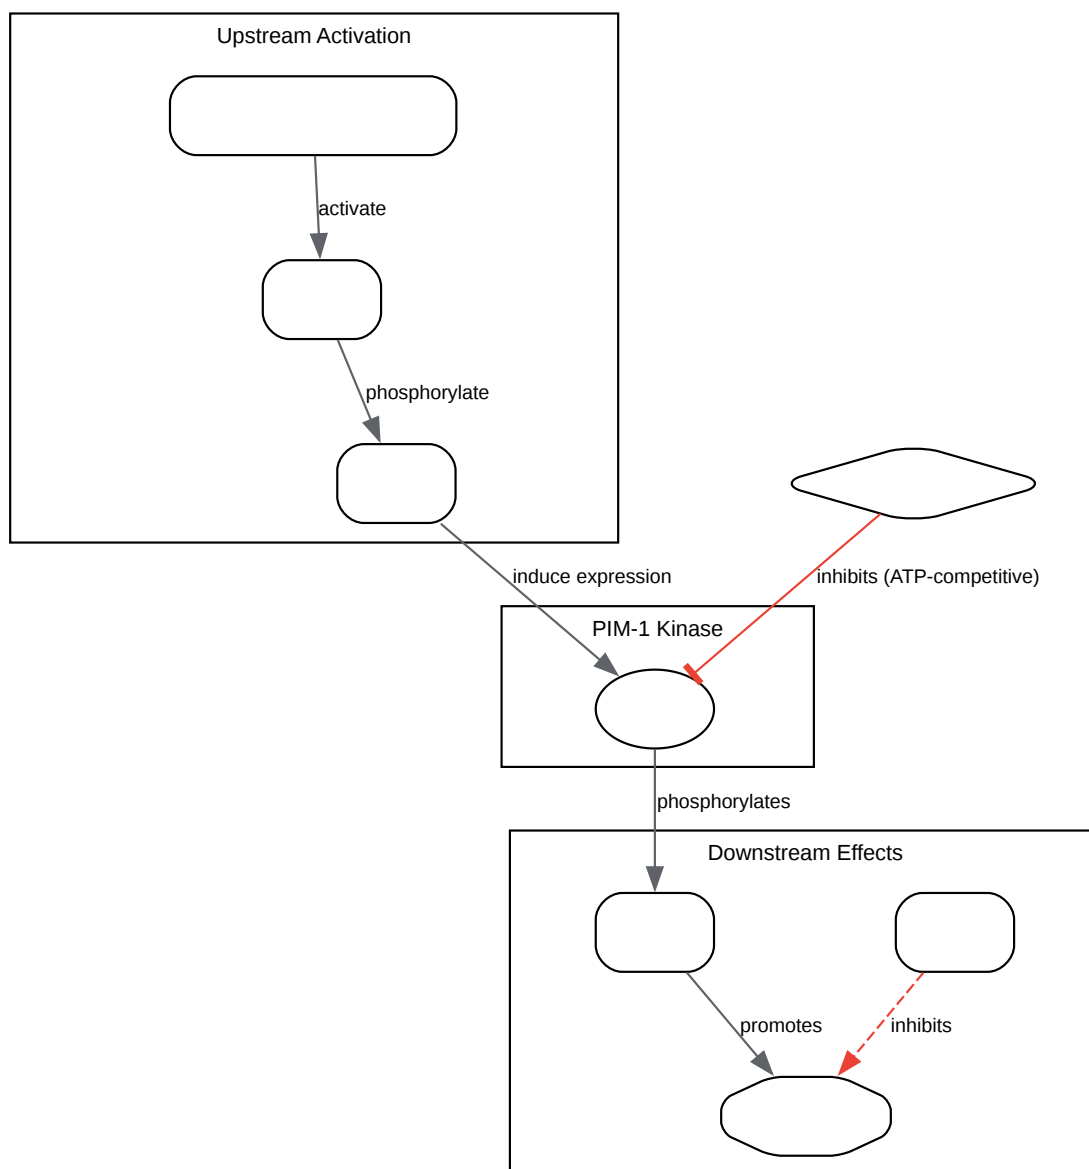 Upstream Activation
activate
phosphorylate
induce expression
inhibits (ATP-competitive)
PIM-1 Kinase
phosphorylates
Downstream Effects
promotes
inhibits